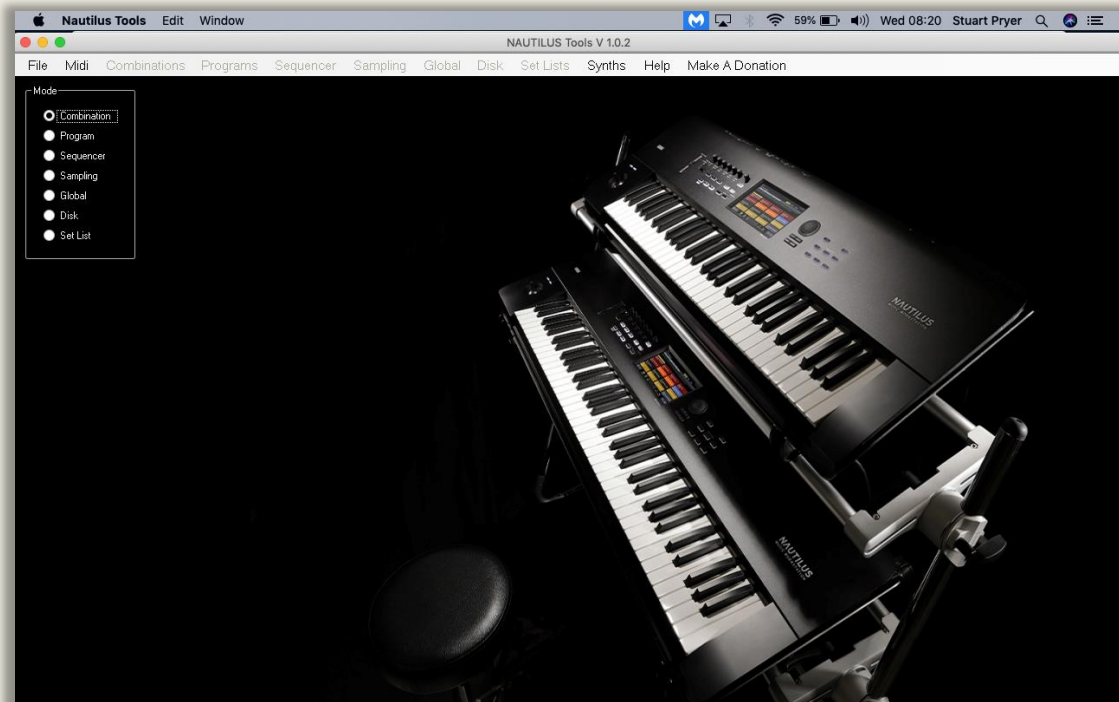 Nautilus Tools Edit Window 59% Wed 08:20 Stuart Pryer
NAUTILUS Tools V 1.0.2
File Midi Combinations Programs Sequencer Sampling Global Disk Set Lists Synths Help Make A Donation
Mode
Combination
Program
Sequencer
Sampling
Global
Disk
Set List
NAUTILUS
NAUTILUS